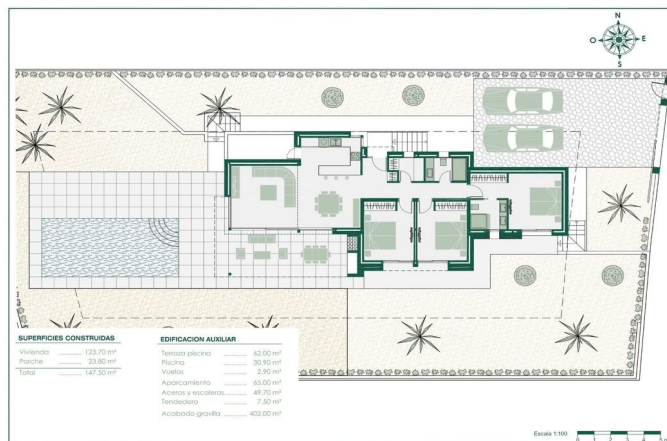 N
O
E
S
SUPERFICIES CONSTRUIDAS
Vivienda ............ 123.70 m²
Porche ............ 23.80 m²
Total ............ 147.50 m²
EDIFICACION AUXILIAR
Terraza piscina ............ 62.00 m²
Piscina ............ 30.90 m²
Vuelos ............ 2.90 m²
Aparcamiento ............ 65.00 m²
Aceras y escaleras ............ 49.70 m²
Tendedero ............ 7.50 m²
Acabado gravilla ............ 402.00 m²
Escala 1:100
0 1 2 3 4 5 m